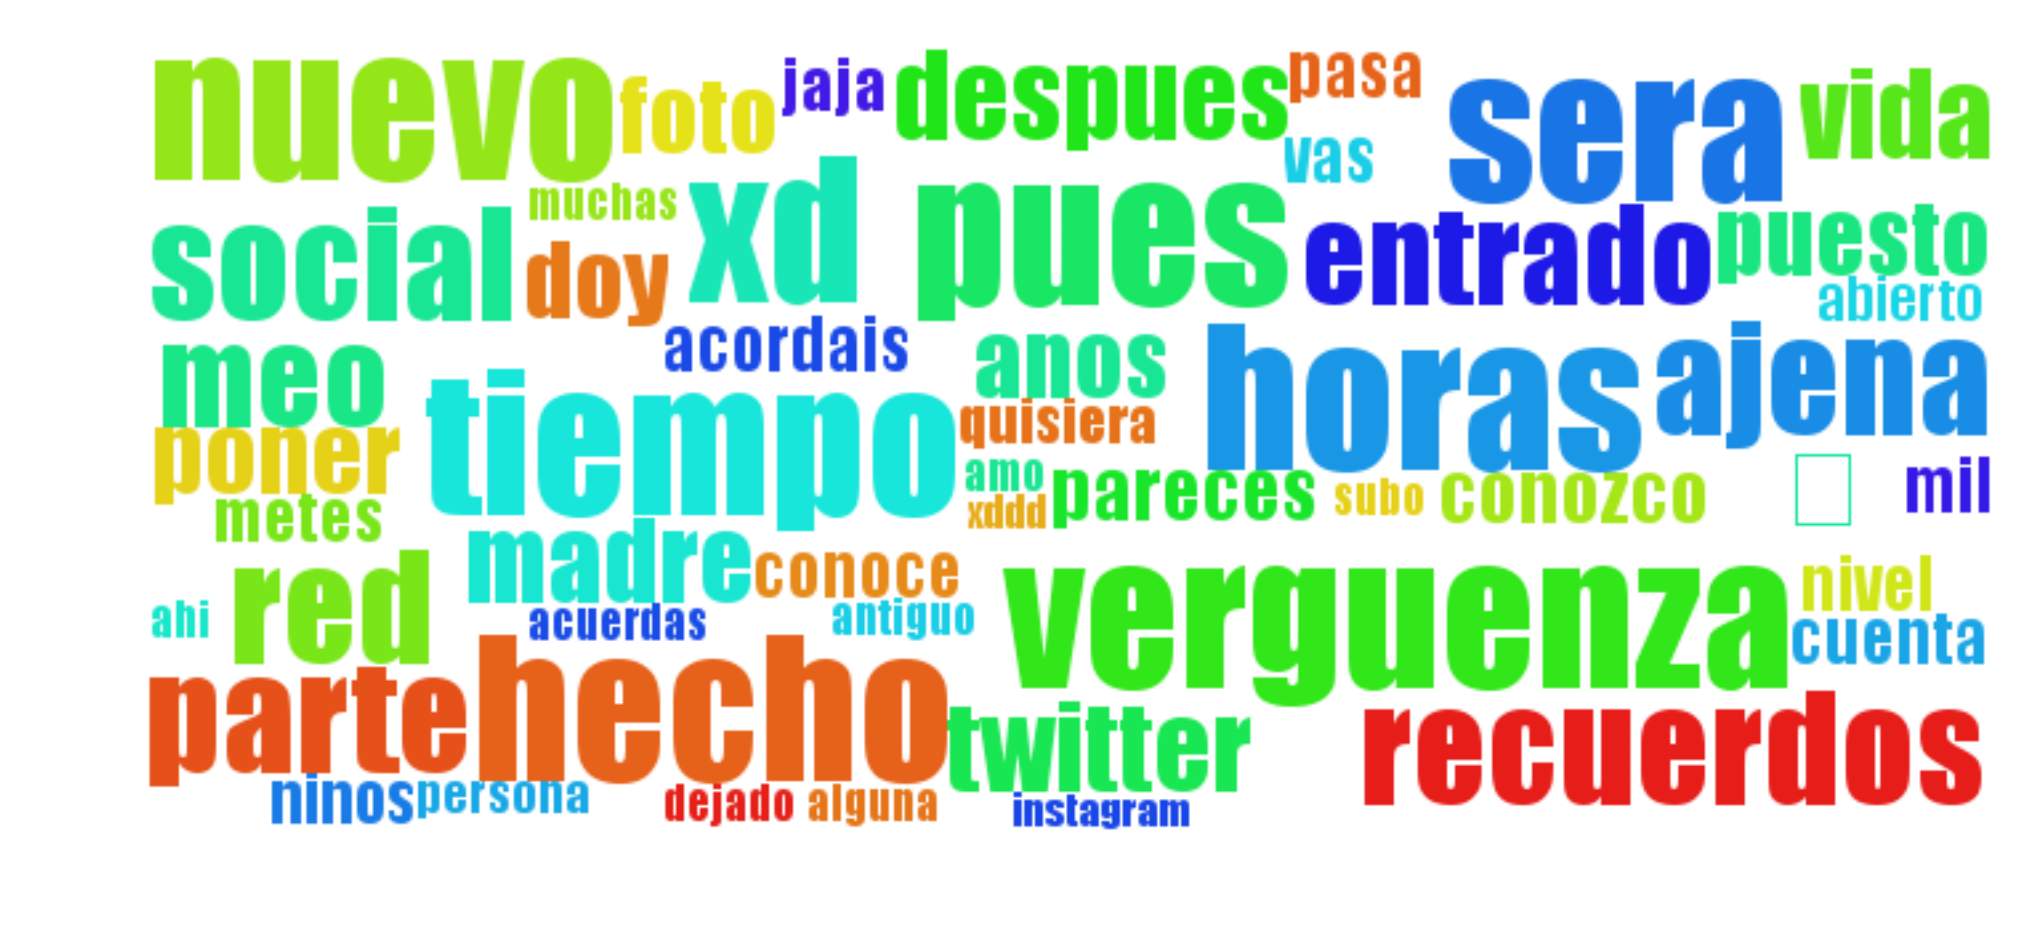 nuevo foto jaja despues pasa sera vida
muchas xd pues vas
social doy entrado puesto
abierto
meo acordais anos horas ajena
poner tiempo quisiera
metes amo pareces subo conozco mil
xddd
red madre conoce verguenza nivel
ahi acuerdas antiguo cuenta
parte hecho twitter recuerdos
ninos persona dejado alguna instagram